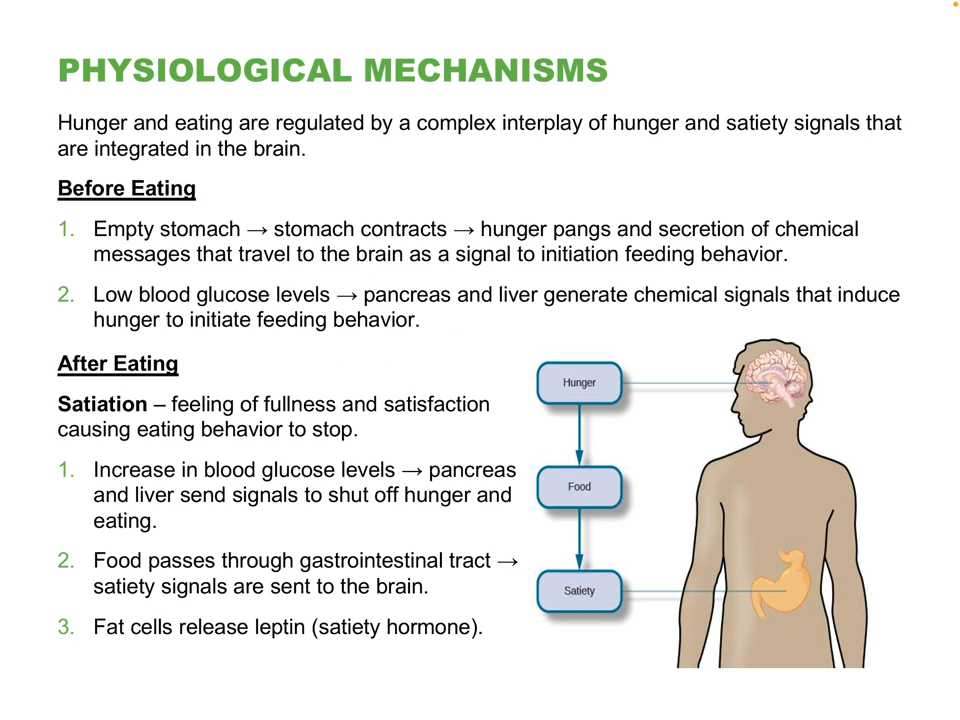 PHYSIOLOGICAL MECHANISMS
Hunger and eating are regulated by a complex interplay of hunger and satiety signals that
are integrated in the brain.
Before Eating
1. Empty stomach → stomach contracts → hunger pangs and secretion of chemical
messages that travel to the brain as a signal to initiation feeding behavior.
2. Low blood glucose levels → pancreas and liver generate chemical signals that induce
hunger to initiate feeding behavior.
After Eating
Satiation – feeling of fullness and satisfaction
causing eating behavior to stop.
1. Increase in blood glucose levels → pancreas
and liver send signals to shut off hunger and
eating.
2. Food passes through gastrointestinal tract →
satiety signals are sent to the brain.
3. Fat cells release leptin (satiety hormone).
Hunger
Food
Satiety